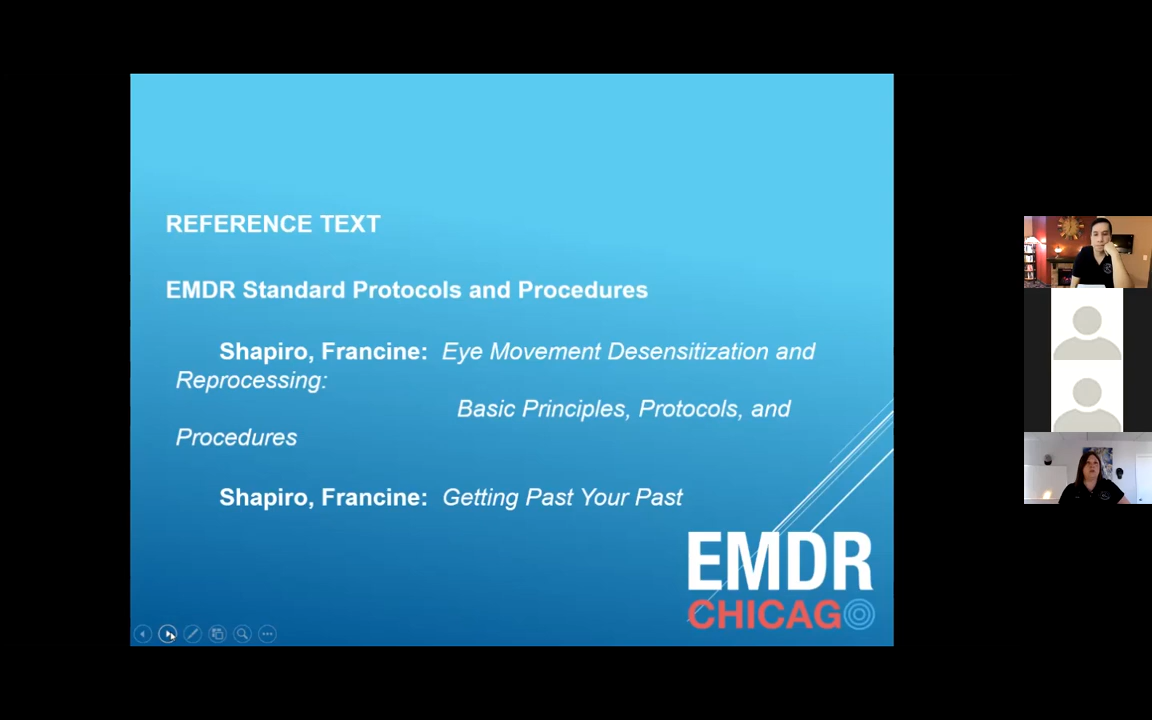 REFERENCE TEXT
EMDR Standard Protocols and Procedures
Shapiro, Francine: Eye Movement Desensitization and
Reprocessing:
Basic Principles, Protocols, and
Procedures
Shapiro, Francine: Getting Past Your Past
EMDR
CHICAGO